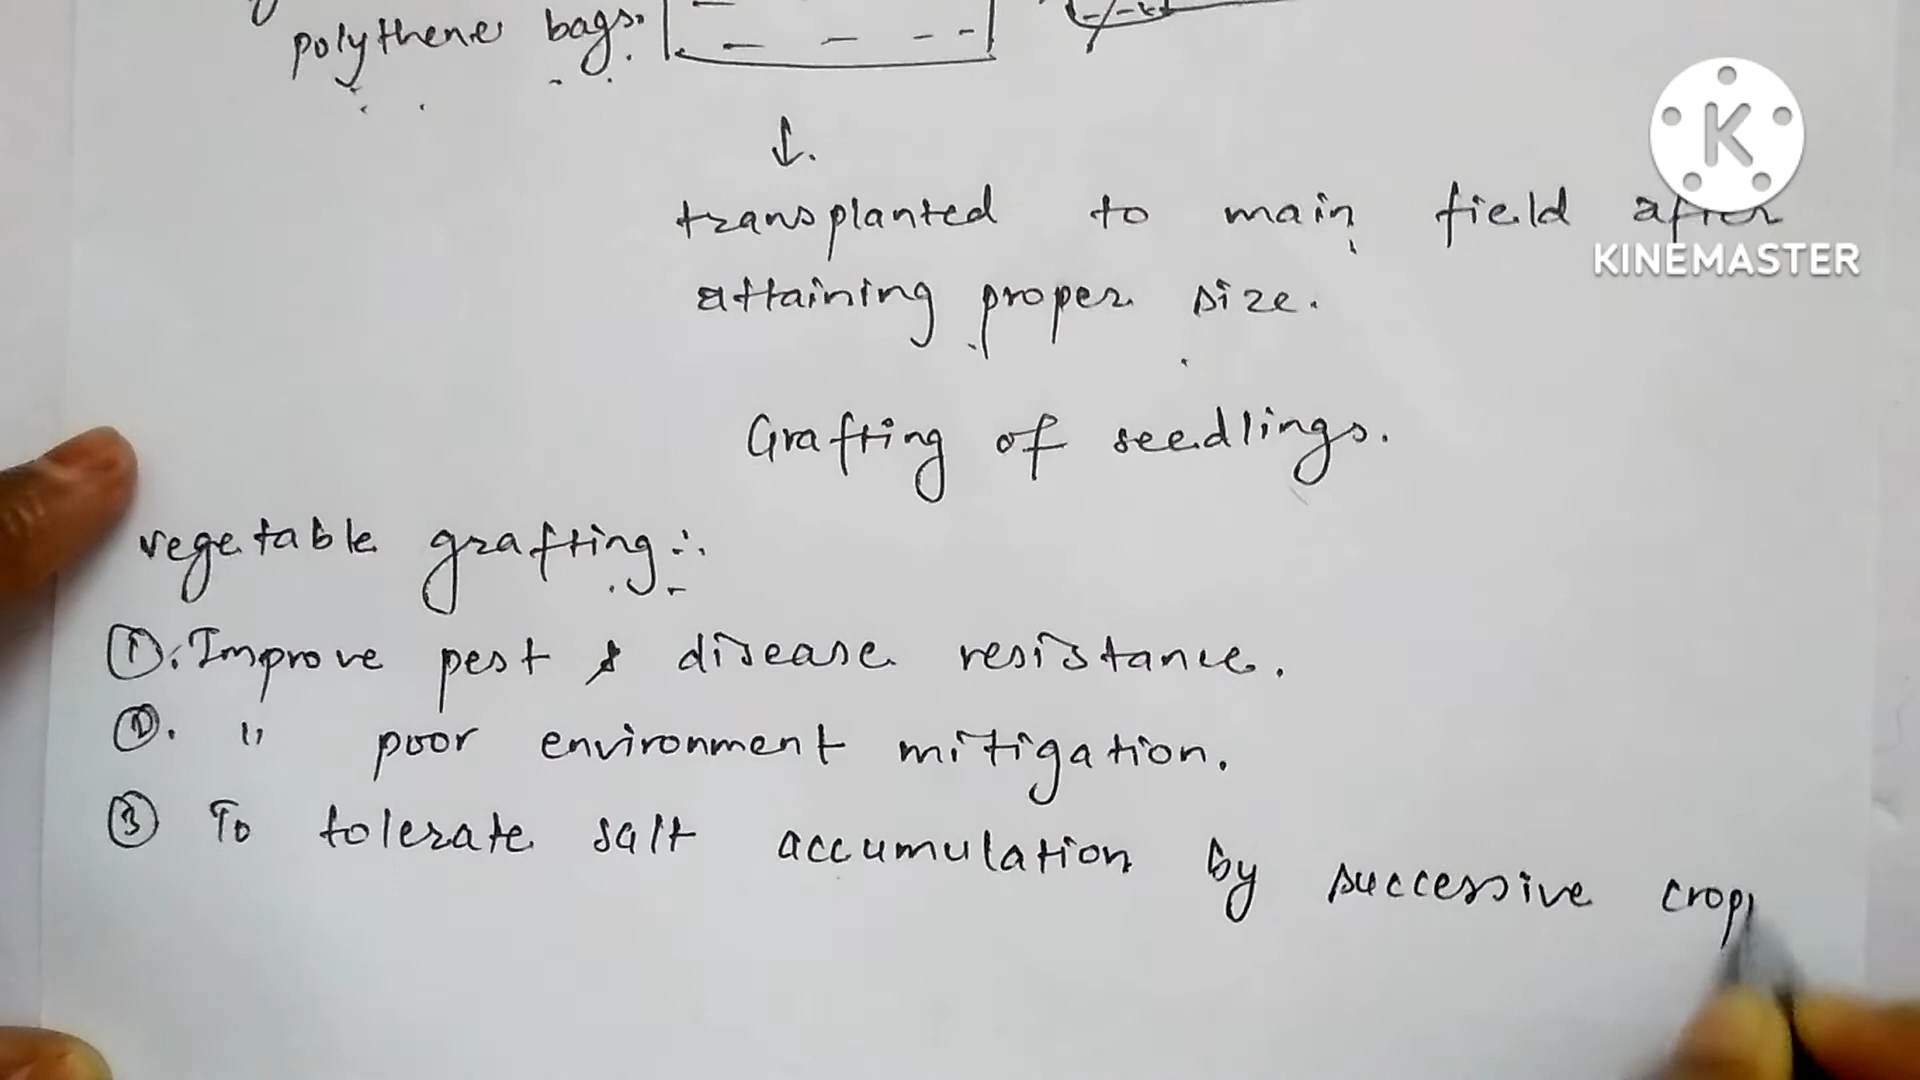 polythene bags.
↓.
transplanted to main field after
attaining proper size.
Grafting of seedlings.
vegetable grafting:-
①. Improve pest & disease resistance.
②. " poor environment mitigation.
③ To tolerate salt accumulation by successive crop
K
KINEMASTER